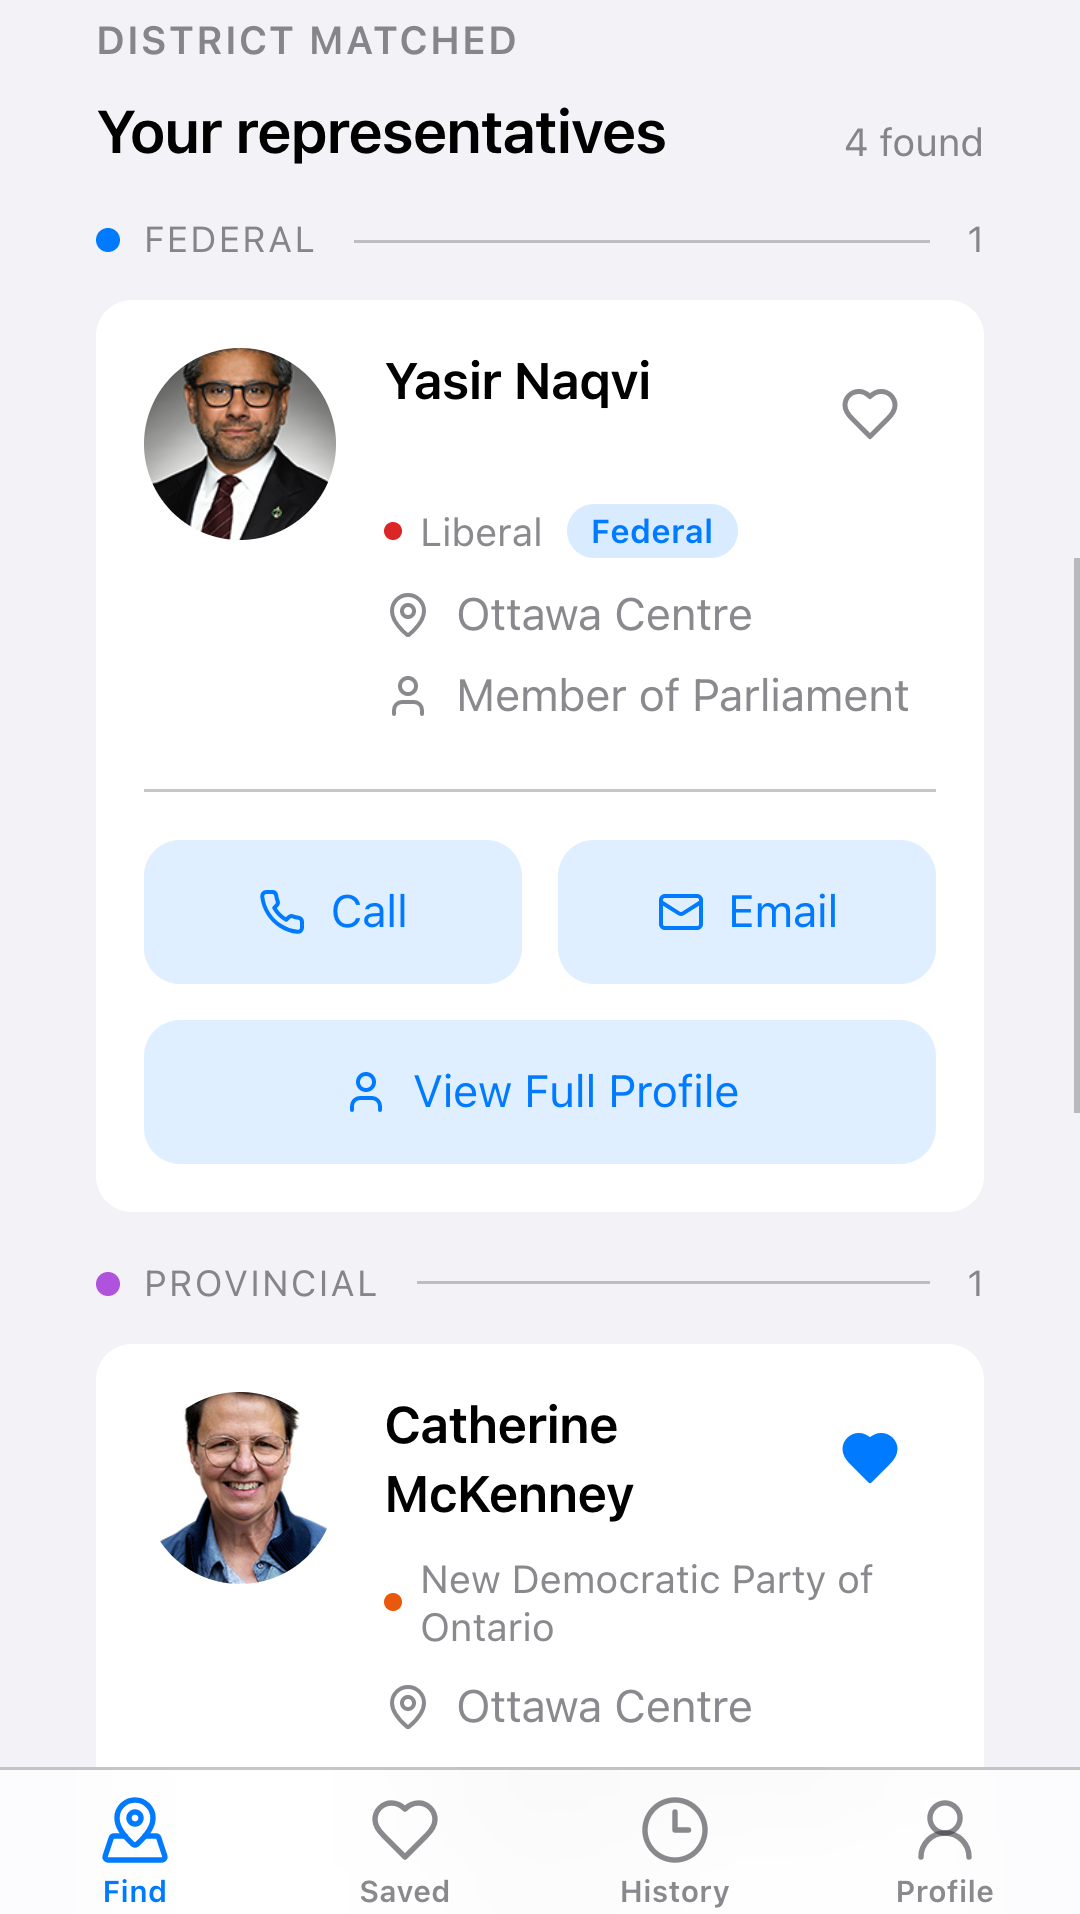 DISTRICT MATCHED
Your representatives
4 found
FEDERAL
1
Yasir Naqvi
Liberal
Federal
Ottawa Centre
Member of Parliament
Call
Email
View Full Profile
PROVINCIAL
1
Catherine
McKenney
New Democratic Party of
Ontario
Ottawa Centre
Find
Saved
History
Profile